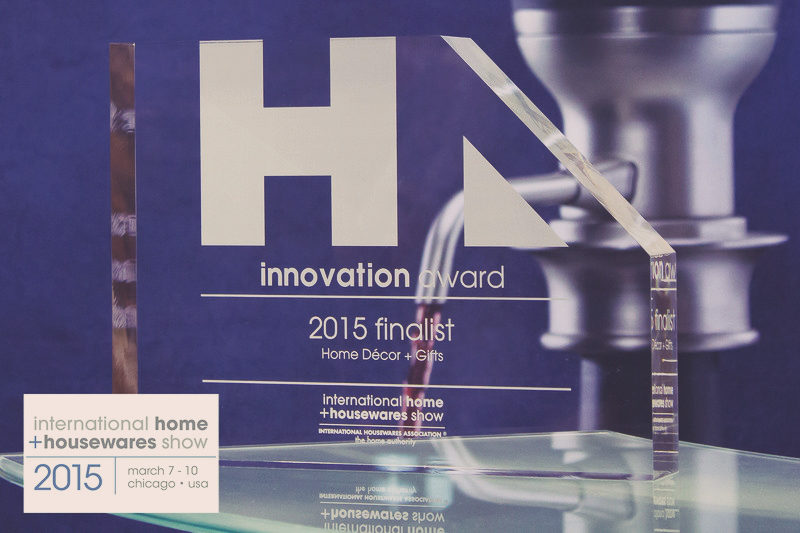 innovation award
2015 finalist
Home Décor + Gifts
international home
+housewares show
INTERNATIONAL HOUSEWARES ASSOCIATION®
the home authority
international home
+housewares show
2015
march 7 - 10
chicago • usa